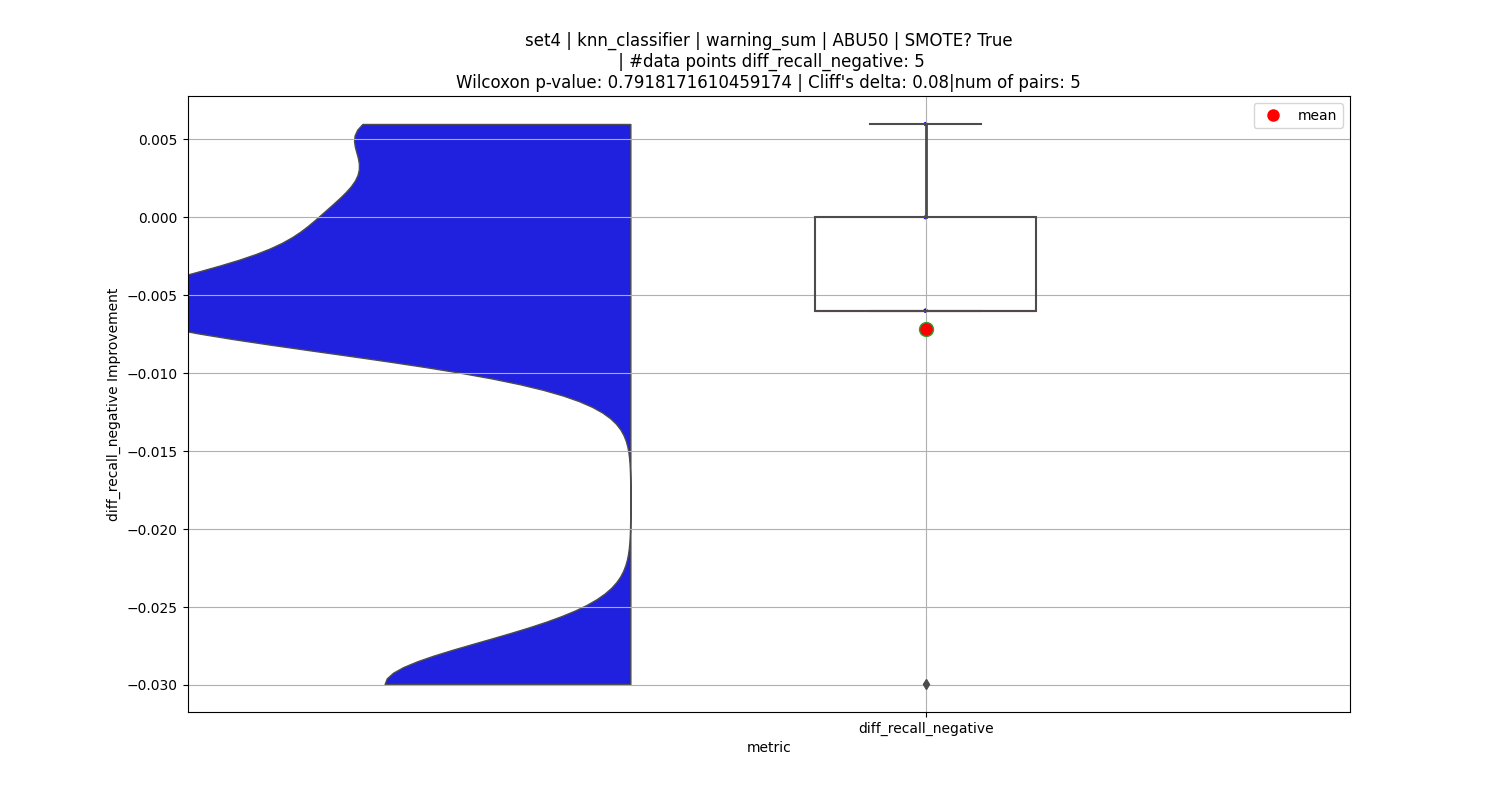 set4 | knn_classifier | warning_sum | ABU50 | SMOTE? True
| #data points diff_recall_negative: 5
Wilcoxon p-value: 0.7918171610459174 | Cliff's delta: 0.08|num of pairs: 5
mean
0.005
0.000
−0.005
−0.010
−0.015
−0.020
−0.025
−0.030
diff_recall_negative Improvement
diff_recall_negative
metric